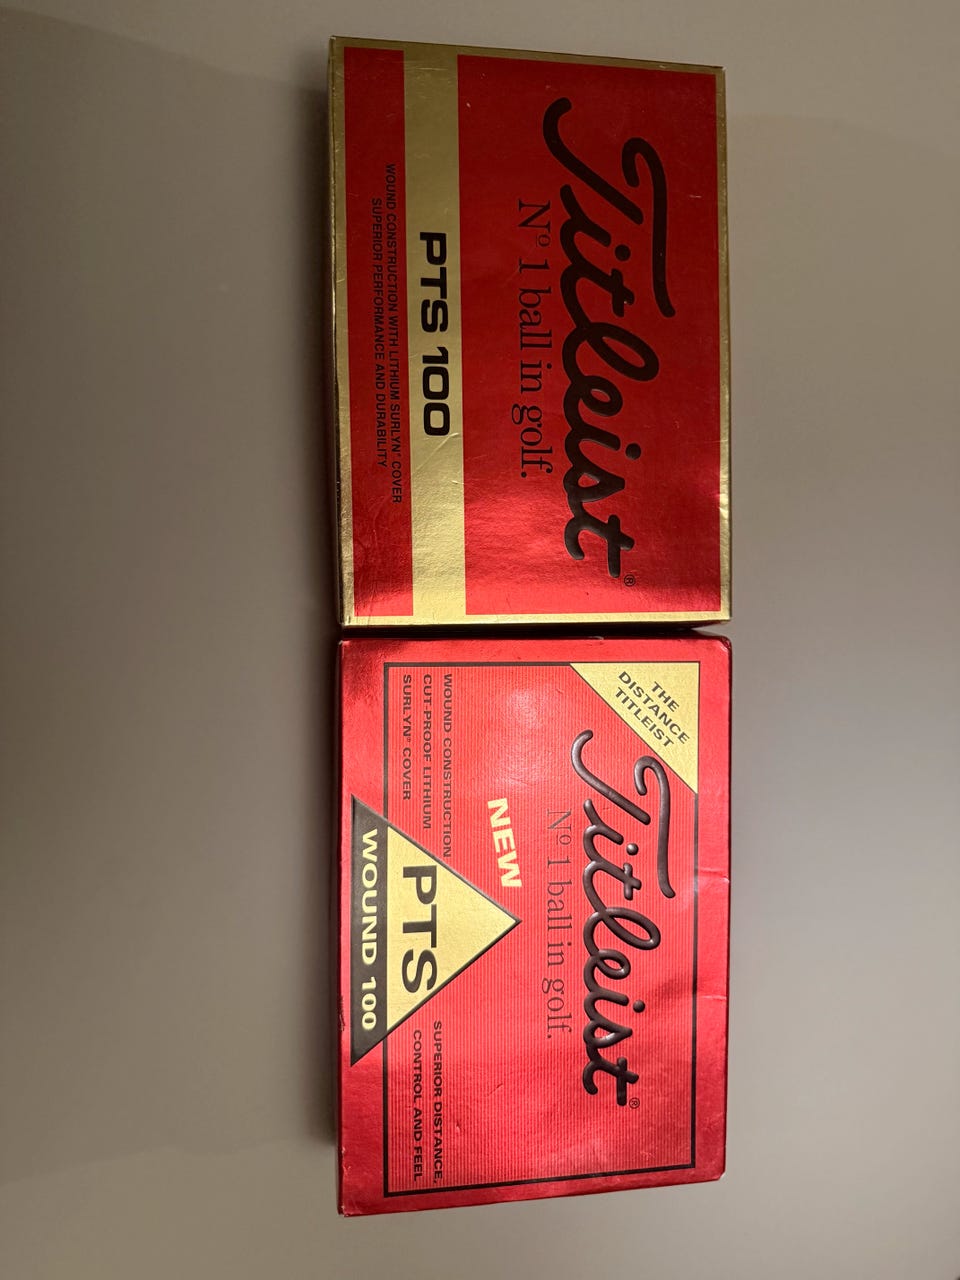 Titleist®
No 1 ball in golf.
PTS 100
WOUND CONSTRUCTION WITH LITHIUM SURLYN® COVER
SUPERIOR PERFORMANCE AND DURABILITY
THE
DISTANCE
TITLEIST
Titleist®
No 1 ball in golf.
NEW
WOUND CONSTRUCTION
CUT-PROOF LITHIUM
SURLYN® COVER
PTS
WOUND 100
SUPERIOR DISTANCE,
CONTROL AND FEEL